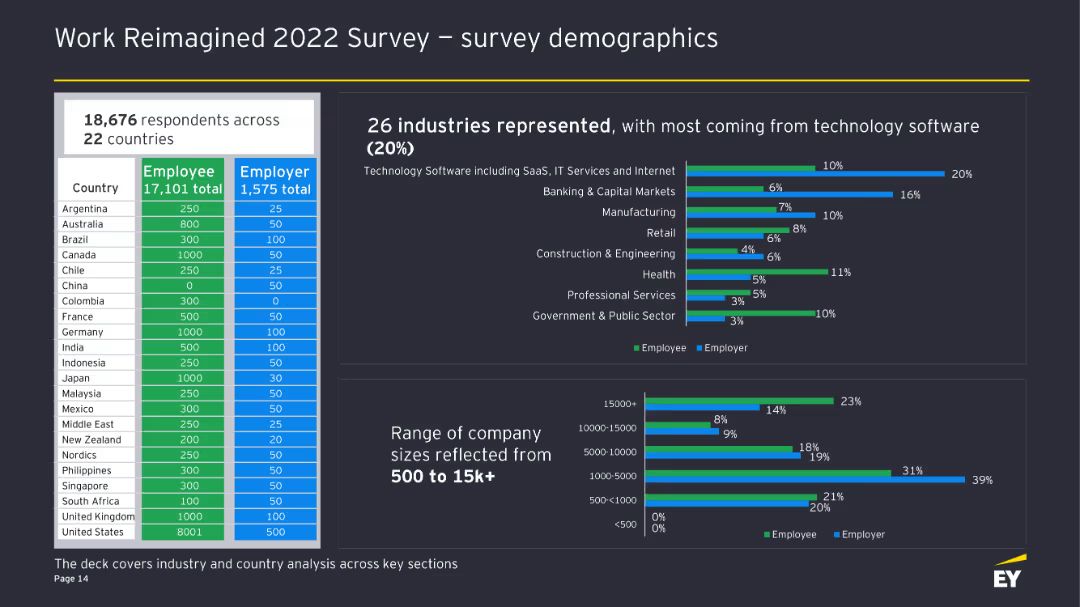 Work Reimagined 2022 Survey – survey demographics
18,676 respondents across
22 countries
Country Employee 17,101 total Employer 1,575 total
Argentina 250 25
Australia 800 50
Brazil 300 100
Canada 1000 50
Chile 250 25
China 0 50
Colombia 300 0
France 500 50
Germany 1000 100
India 500 100
Indonesia 250 50
Japan 1000 30
Malaysia 250 50
Mexico 300 50
Middle East 250 25
New Zealand 200 20
Nordics 250 50
Philippines 300 50
Singapore 300 50
South Africa 100 50
United Kingdom 1000 100
United States 8001 500
26 industries represented, with most coming from technology software
(20%)
Technology Software including SaaS, IT Services and Internet 10% 20%
Banking & Capital Markets 6% 16%
Manufacturing 7% 10%
Retail 8% 6%
Construction & Engineering 4% 6%
Health 11% 5%
Professional Services 5% 3%
Government & Public Sector 10% 3%
Employee Employer
Range of company
sizes reflected from
500 to 15k+
15000+ 23% 14%
10000-15000 8% 9%
5000-10000 18% 19%
1000-5000 31% 39%
500-<1000 21% 20%
<500 0% 0%
Employee Employer
The deck covers industry and country analysis across key sections
Page 14
EY